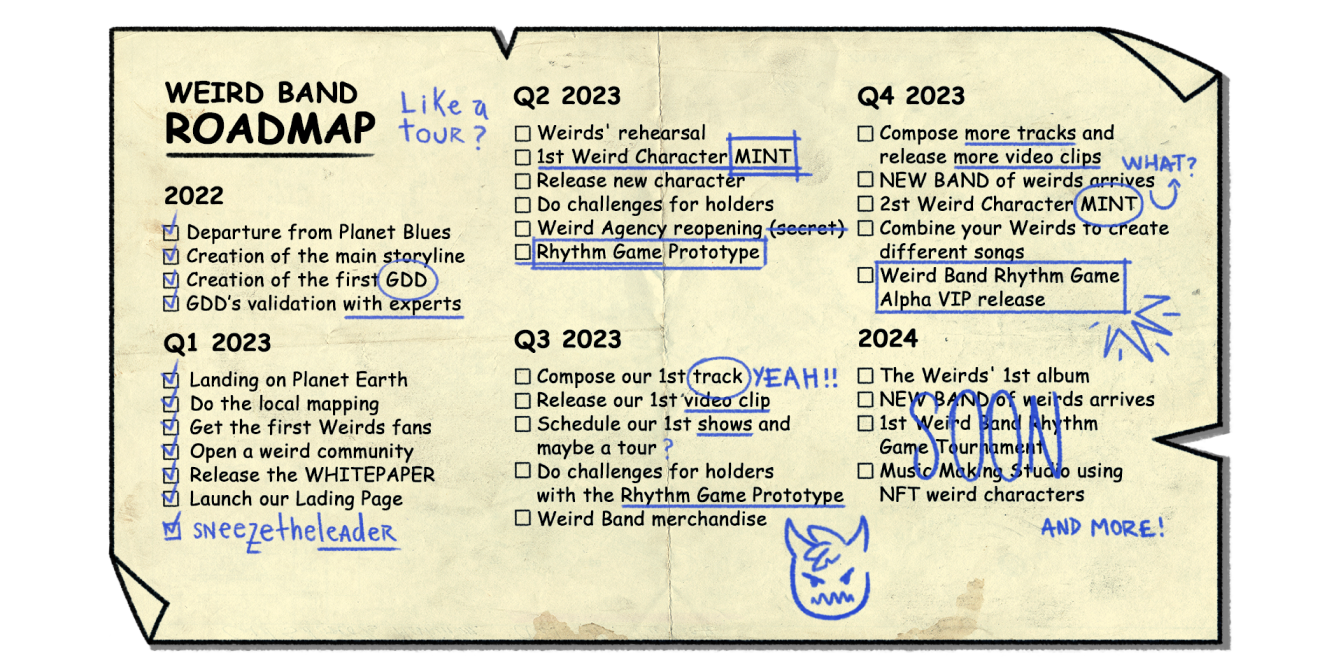 WEIRD BAND
ROADMAP
Like a
tour?
2022
Departure from Planet Blues
Creation of the main storyline
Creation of the first GDD
GDD's validation with experts
Q1 2023
Landing on Planet Earth
Do the local mapping
Get the first Weirds fans
Open a weird community
Release the WHITEPAPER
Launch our Lading Page
sneezetheleader
Q2 2023
Weirds' rehearsal
1st Weird Character MINT
Release new character
Do challenges for holders
Weird Agency reopening (secret)
Rhythm Game Prototype
Q3 2023
Compose our 1st track YEAH!!
Release our 1st video clip
Schedule our 1st shows and
maybe a tour ?
Do challenges for holders
with the Rhythm Game Prototype
Weird Band merchandise
Q4 2023
Compose more tracks and
release more video clips
WHAT?
NEW BAND of weirds arrives
2st Weird Character MINT
Combine your Weirds to create
different songs
Weird Band Rhythm Game
Alpha VIP release
2024
The Weirds' 1st album
NEW BAND of weirds arrives
1st Weird Band Rhythm
Game Tournament
Music Making Studio using
NFT weird characters
SOON
AND MORE!